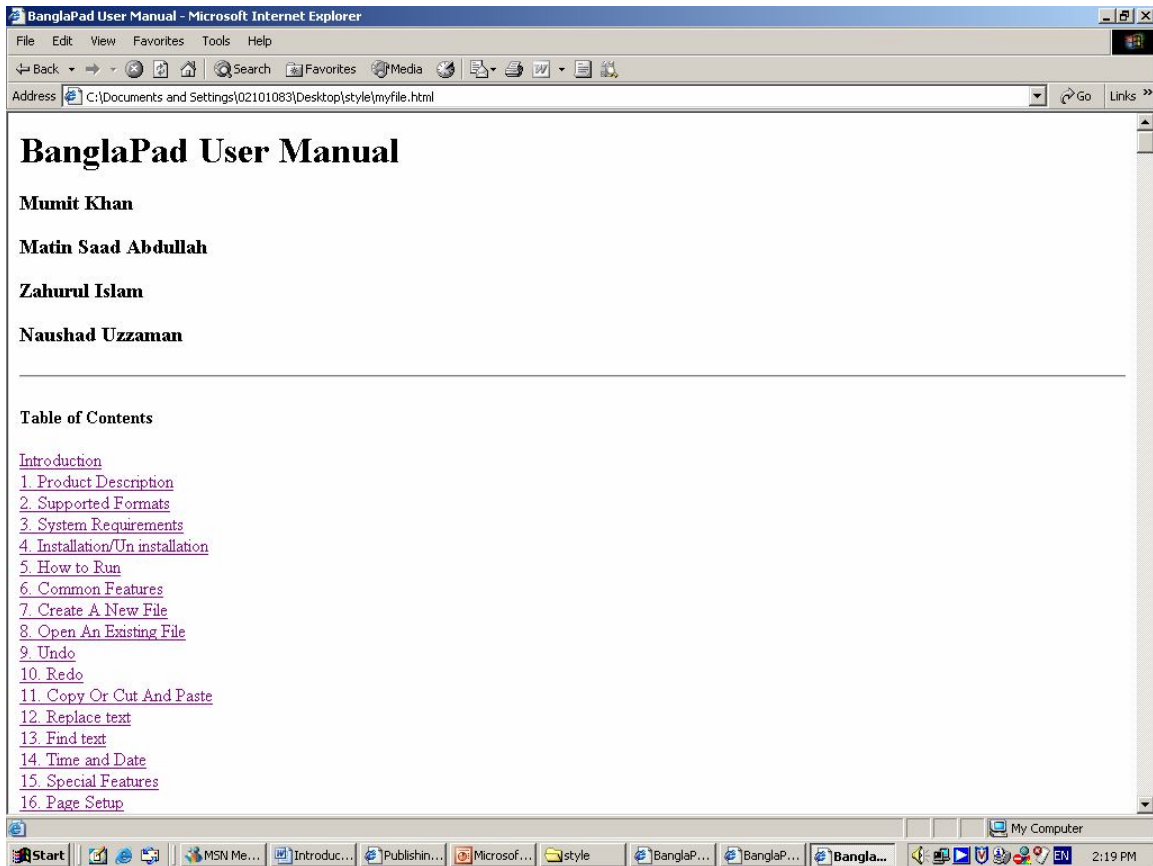 BanglaPad User Manual - Microsoft Internet Explorer
File Edit View Favorites Tools Help
Back Search Favorites Media
Address C:\Documents and Settings\02101083\Desktop\style\myfile.html Go Links »
BanglaPad User Manual
Mumit Khan
Matin Saad Abdullah
Zahurul Islam
Naushad Uzzaman
Table of Contents
Introduction
1. Product Description
2. Supported Formats
3. System Requirements
4. Installation/Un installation
5. How to Run
6. Common Features
7. Create A New File
8. Open An Existing File
9. Undo
10. Redo
11. Copy Or Cut And Paste
12. Replace text
13. Find text
14. Time and Date
15. Special Features
16. Page Setup
My Computer
Start MSN Me... Introduc... Publishin... Microsof... style BanglaP... BanglaP... Bangla... EN 2:19 PM